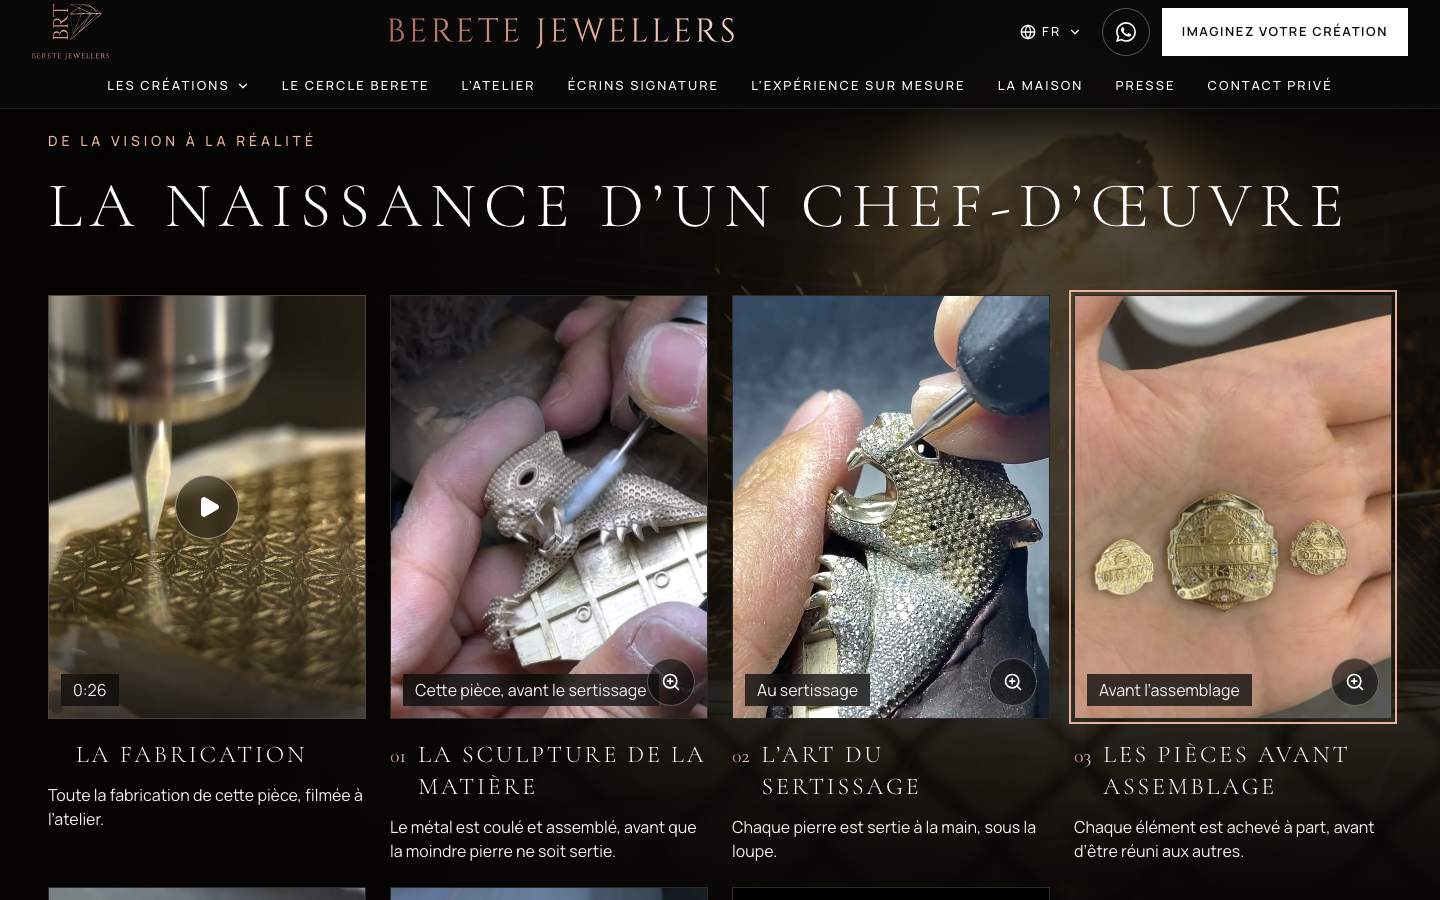 BRT
BERETE JEWELLERS
BERETE JEWELLERS
FR
IMAGINEZ VOTRE CRÉATION
LES CRÉATIONS
LE CERCLE BERETE
L'ATELIER
ÉCRINS SIGNATURE
L'EXPÉRIENCE SUR MESURE
LA MAISON
PRESSE
CONTACT PRIVÉ
DE LA VISION À LA RÉALITÉ
LA NAISSANCE D’UN CHEF-D’ŒUVRE
0:26
Cette pièce, avant le sertissage
Au sertissage
Avant l’assemblage
LA FABRICATION
Toute la fabrication de cette pièce, filmée à
l’atelier.
01 LA SCULPTURE DE LA
MATIÈRE
Le métal est coulé et assemblé, avant que
la moindre pierre ne soit sertie.
02 L’ART DU
SERTISSAGE
Chaque pierre est sertie à la main, sous la
loupe.
03 LES PIÈCES AVANT
ASSEMBLAGE
Chaque élément est achevé à part, avant
d’être réuni aux autres.